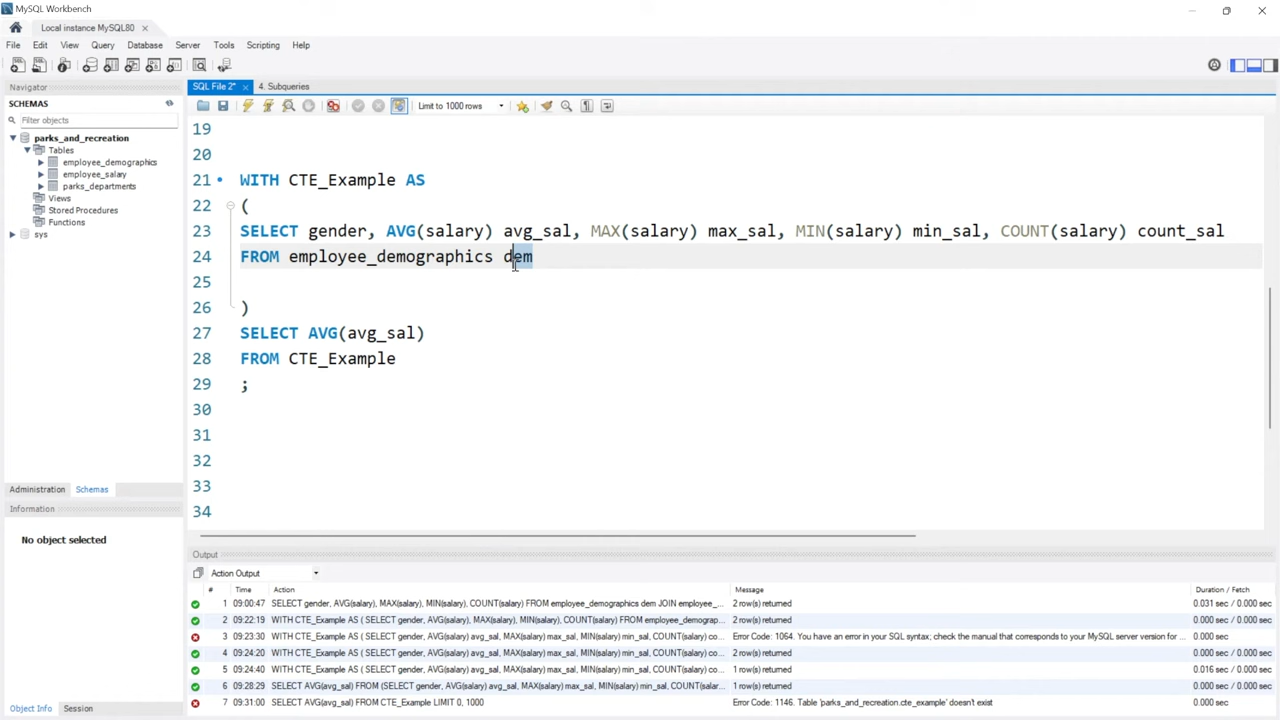 MySQL Workbench
Local instance MySQL80
File Edit View Query Database Server Tools Scripting Help
Navigator
SCHEMAS
Filter objects
parks_and_recreation
Tables
employee_demographics
employee_salary
parks_departments
Views
Stored Procedures
Functions
sys
Administration Schemas
Information
No object selected
Object Info Session
SQL File 2* 4. Subqueries
Limit to 1000 rows
19
20
21 WITH CTE_Example AS
22 (
23 SELECT gender, AVG(salary) avg_sal, MAX(salary) max_sal, MIN(salary) min_sal, COUNT(salary) count_sal
24 FROM employee_demographics dem
25
26 )
27 SELECT AVG(avg_sal)
28 FROM CTE_Example
29 ;
30
31
32
33
34
Output
Action Output
# Time Action Message Duration / Fetch
1 09:00:47 SELECT gender, AVG(salary), MAX(salary), MIN(salary), COUNT(salary) FROM employee_demographics dem JOIN employee_... 2 row(s) returned 0.031 sec / 0.000 sec
2 09:22:19 WITH CTE_Example AS ( SELECT gender, AVG(salary), MAX(salary), MIN(salary), COUNT(salary) FROM employee_demograp... 2 row(s) returned 0.000 sec / 0.000 sec
3 09:23:30 WITH CTE_Example AS ( SELECT gender, AVG(salary) avg_sal, MAX(salary) max_sal, MIN(salary) min_sal, COUNT(salary) co... Error Code: 1064. You have an error in your SQL syntax; check the manual that corresponds to your MySQL server version for ... 0.000 sec
4 09:24:20 WITH CTE_Example AS ( SELECT gender, AVG(salary) avg_sal, MAX(salary) max_sal, MIN(salary) min_sal, COUNT(salary) co... 2 row(s) returned 0.000 sec / 0.000 sec
5 09:24:40 WITH CTE_Example AS ( SELECT gender, AVG(salary) avg_sal, MAX(salary) max_sal, MIN(salary) min_sal, COUNT(salary) co... 1 row(s) returned 0.016 sec / 0.000 sec
6 09:28:29 SELECT AVG(avg_sal) FROM (SELECT gender, AVG(salary) avg_sal, MAX(salary) max_sal, MIN(salary) min_sal, COUNT(salar... 1 row(s) returned 0.000 sec / 0.000 sec
7 09:31:00 SELECT AVG(avg_sal) FROM CTE_Example LIMIT 0, 1000 Error Code: 1146. Table 'parks_and_recreation.cte_example' doesn't exist 0.000 sec